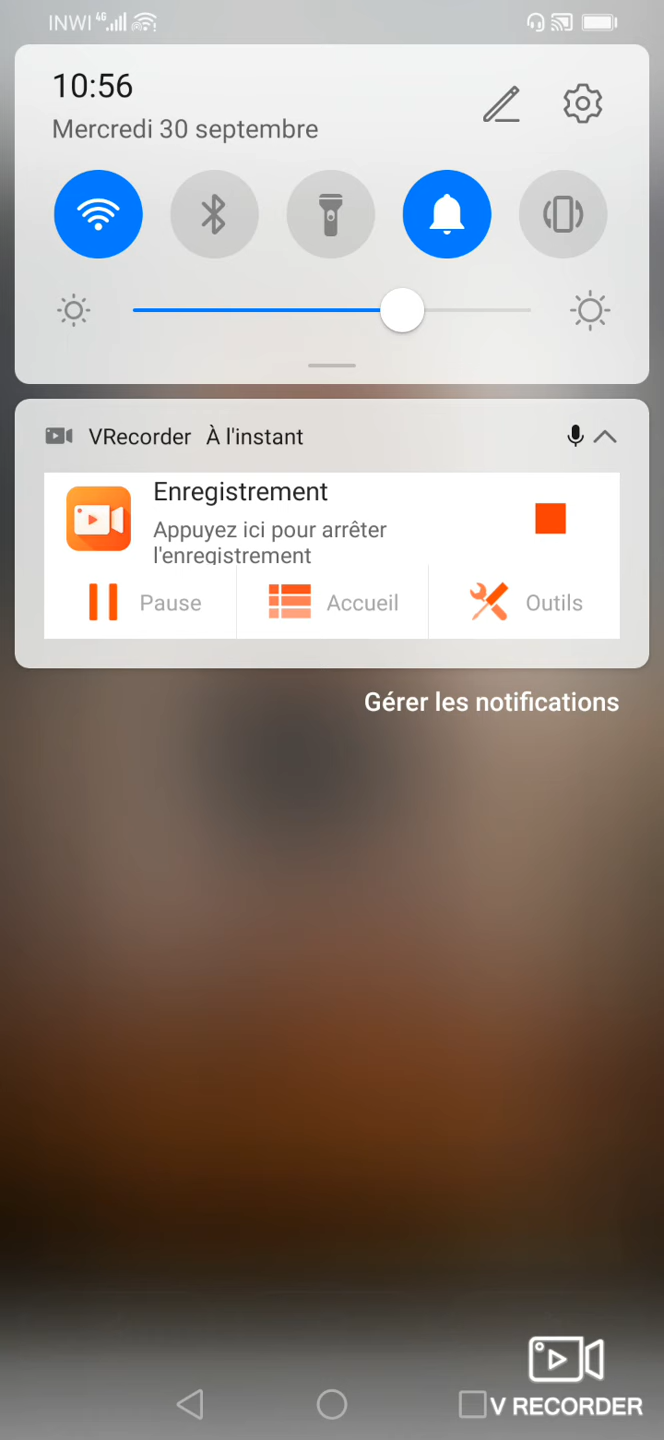 INWI 4G
10:56
Mercredi 30 septembre
VRecorder À l'instant
Enregistrement
Appuyez ici pour arrêter
l'enregistrement
Pause
Accueil
Outils
Gérer les notifications
V RECORDER